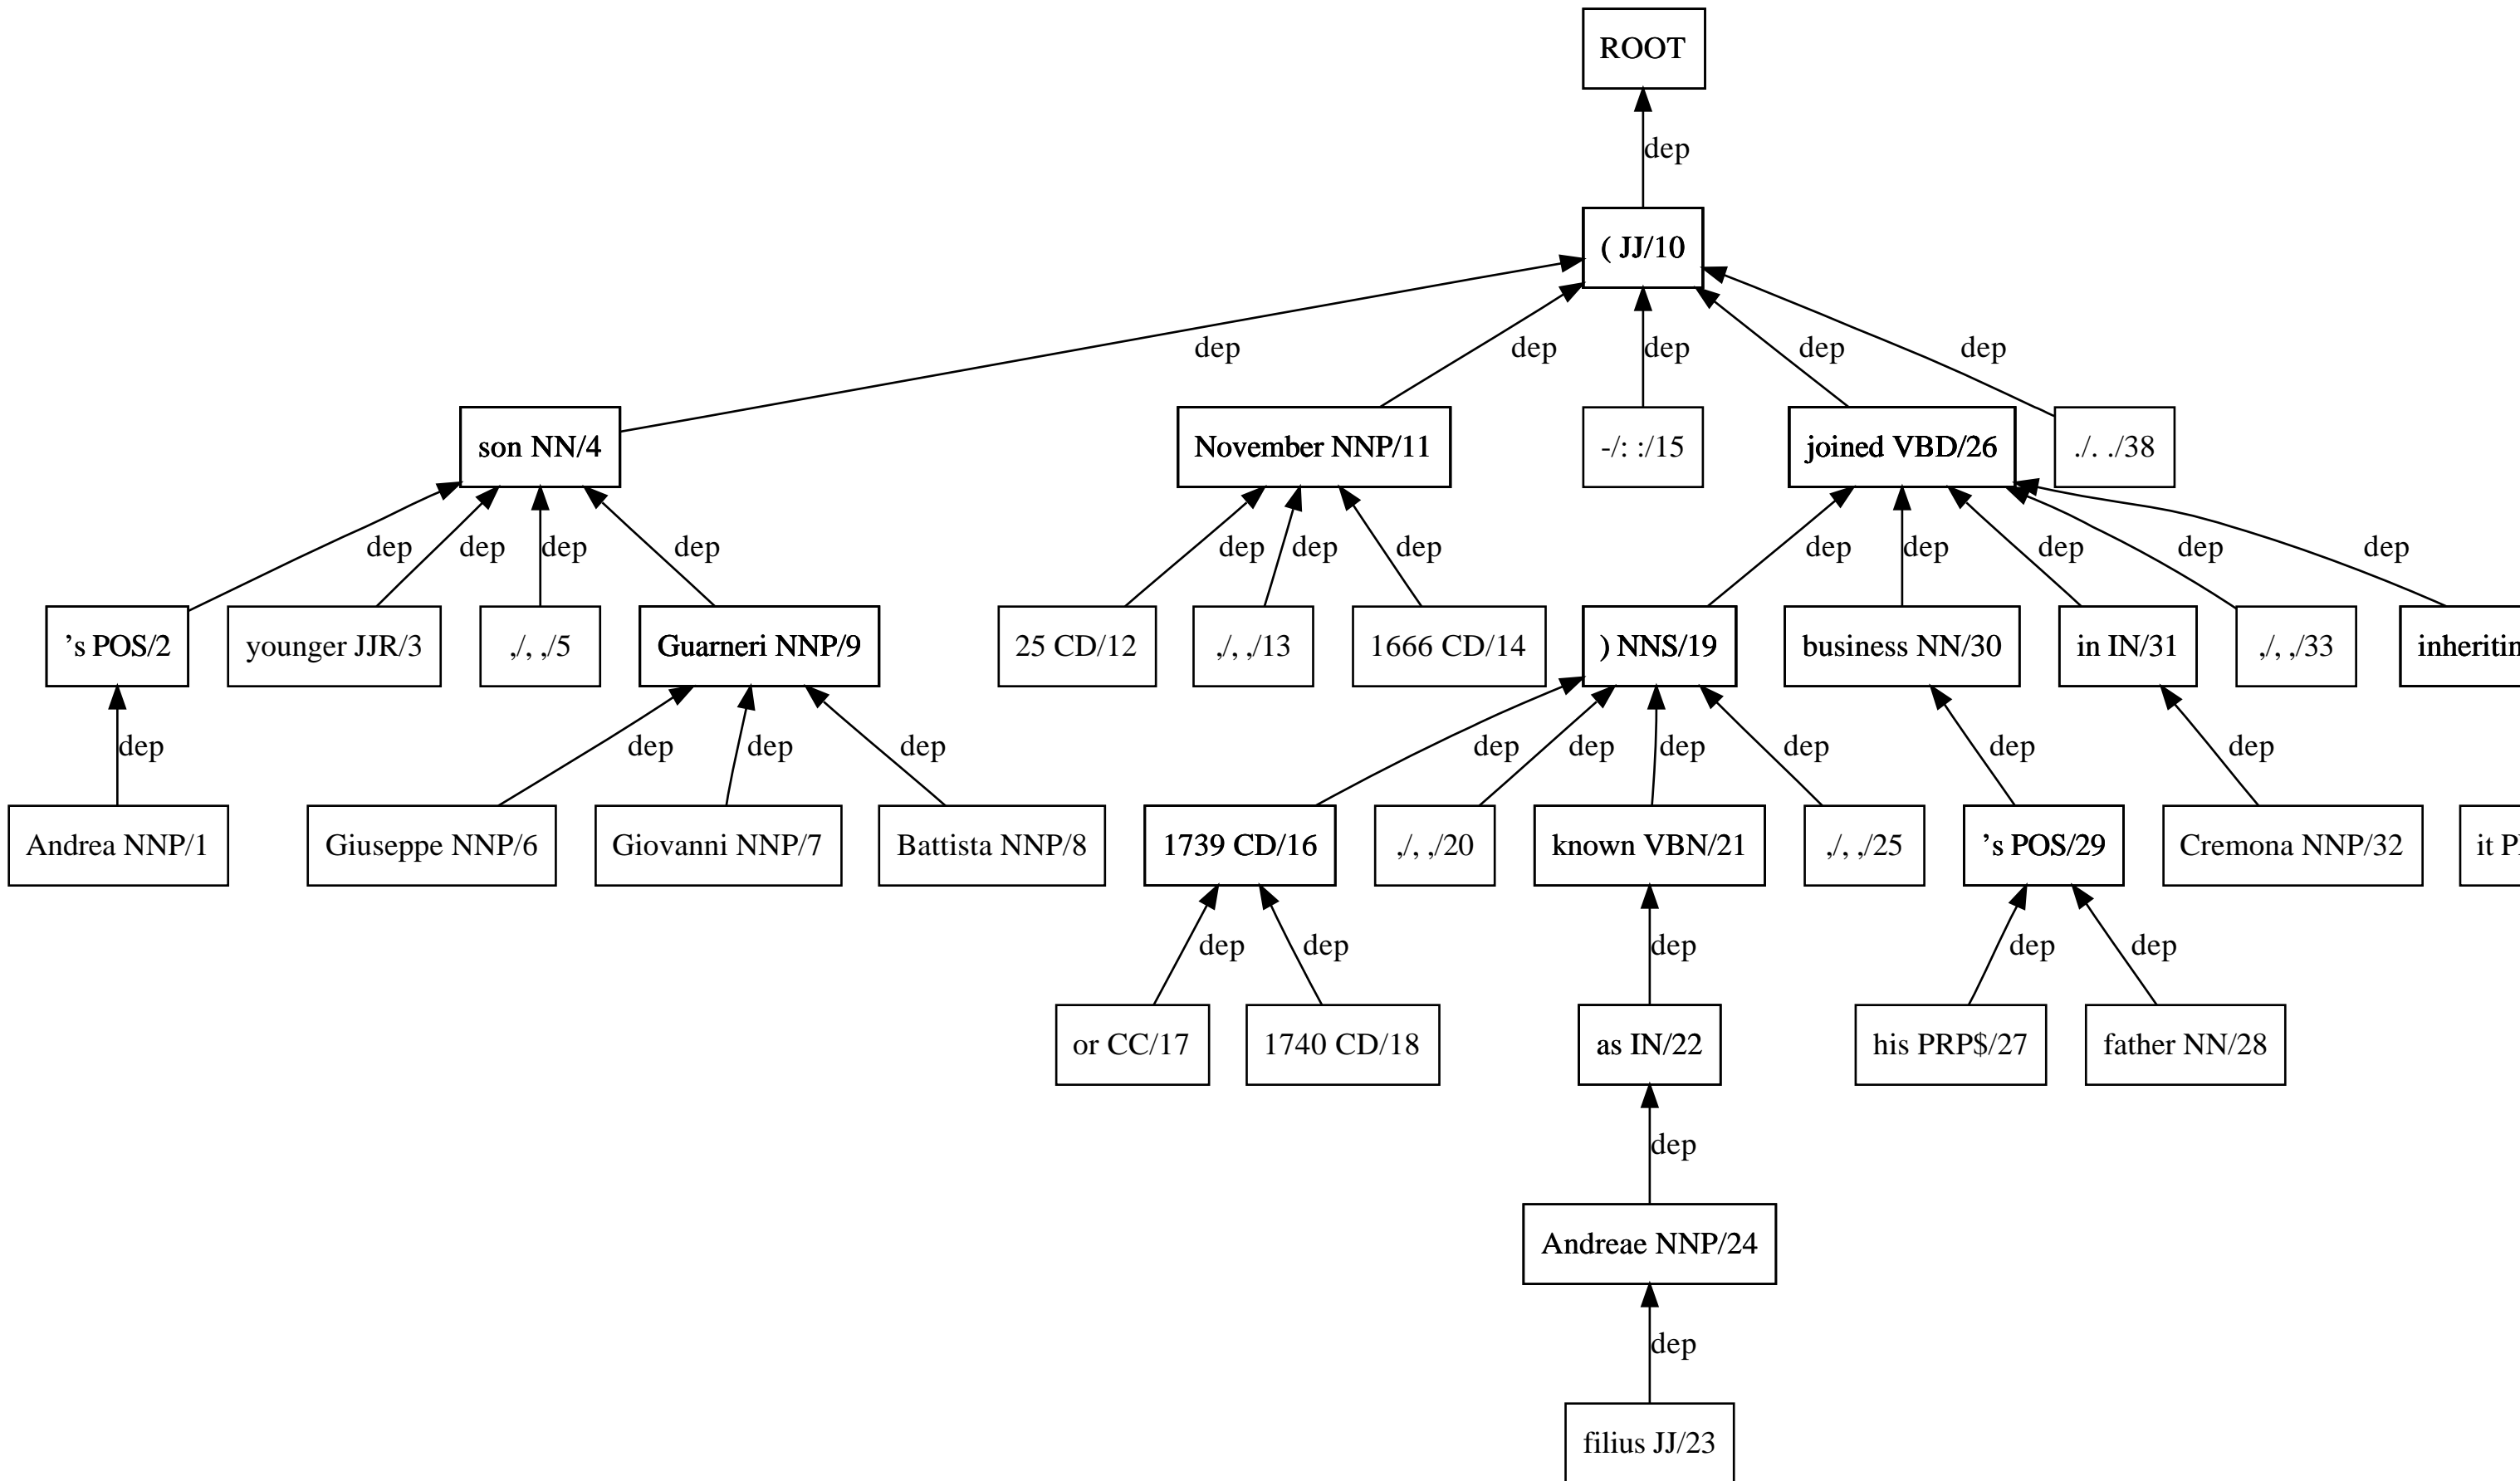 ROOT
dep
( JJ/10
dep dep dep dep dep
son NN/4 November NNP/11 -/: :/15 joined VBD/26 ./. ./38
dep dep dep dep dep dep dep dep dep dep dep dep
's POS/2 younger JJR/3 ,/, ,/5 Guarneri NNP/9 25 CD/12 ,/, ,/13 1666 CD/14 ) NNS/19 business NN/30 in IN/31 ,/, ,/33
dep dep dep dep dep dep dep dep dep dep
Andrea NNP/1 Giuseppe NNP/6 Giovanni NNP/7 Battista NNP/8 1739 CD/16 ,/, ,/20 known VBN/21 ,/, ,/25 's POS/29 Cremona NNP/32 it
dep dep dep dep dep
or CC/17 1740 CD/18 as IN/22 his PRP$/27 father NN/28
dep
Andreae NNP/24
dep
filius JJ/23